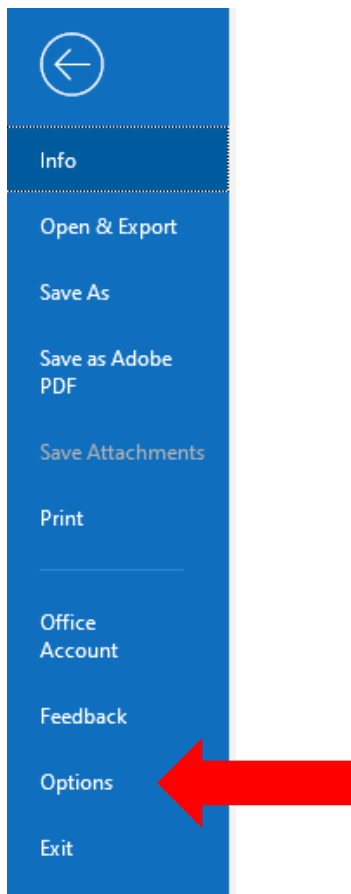 Info
Open & Export
Save As
Save as Adobe
PDF
Save Attachments
Print
Office
Account
Feedback
Options
Exit